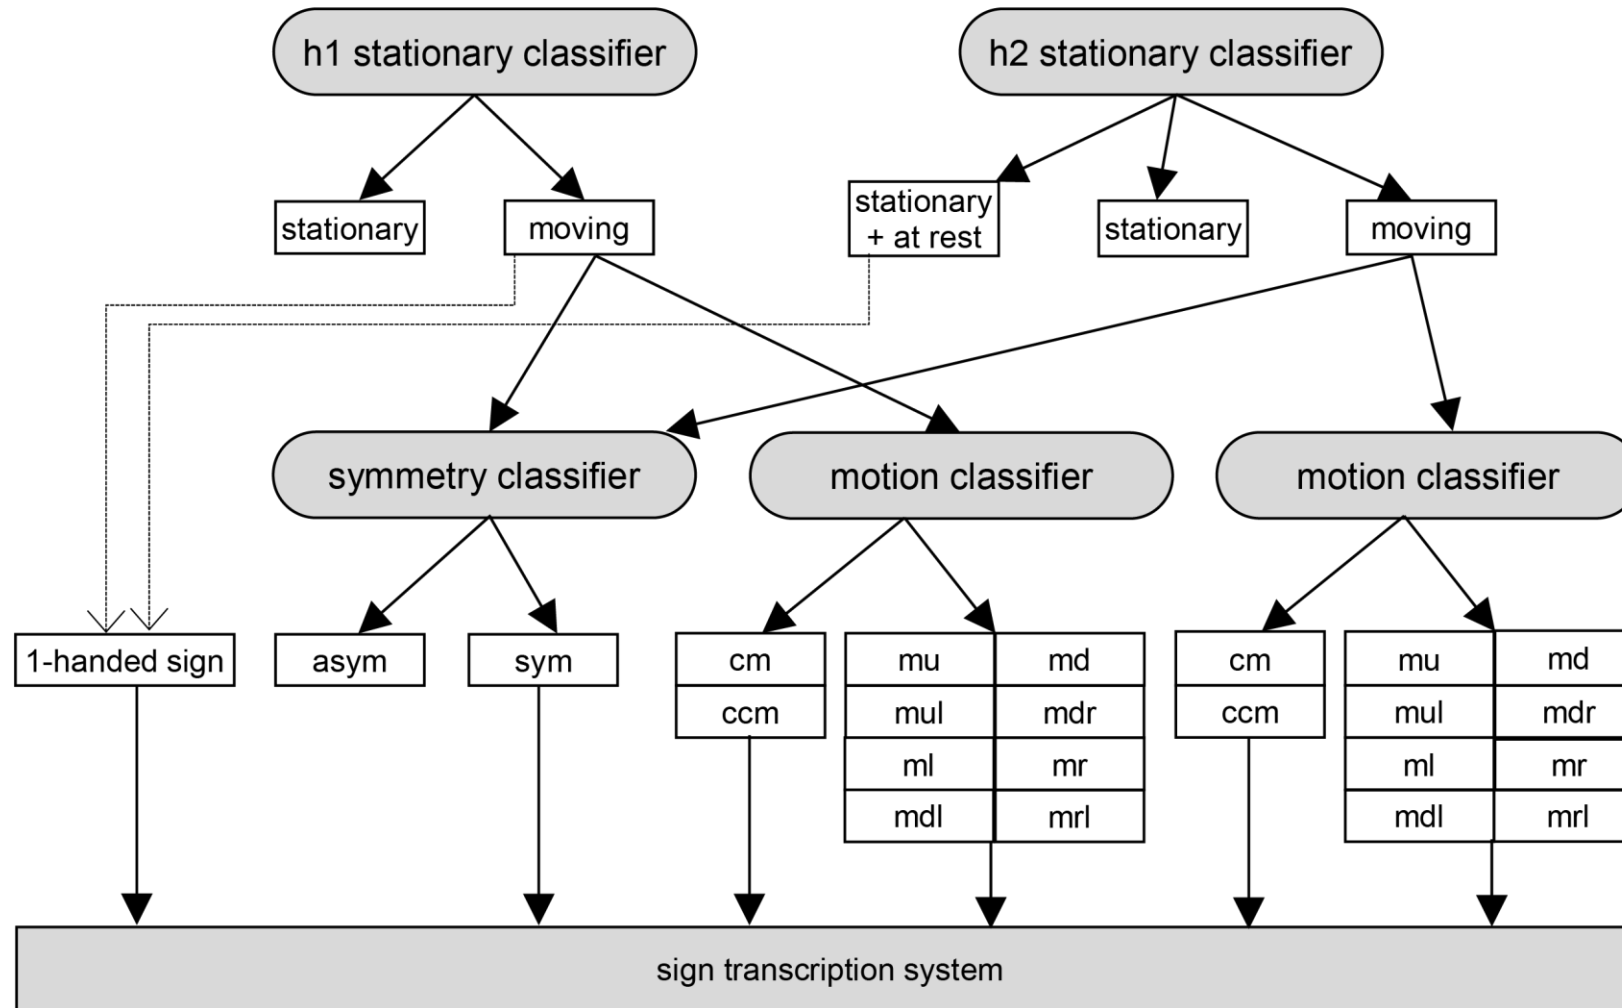 h1 stationary classifier
h2 stationary classifier
stationary
moving
stationary
+ at rest
stationary
moving
symmetry classifier
motion classifier
motion classifier
1-handed sign
asym
sym
cm
ccm
mu
md
mul
mdr
ml
mr
mdl
mrl
cm
ccm
mu
md
mul
mdr
ml
mr
mdl
mrl
sign transcription system